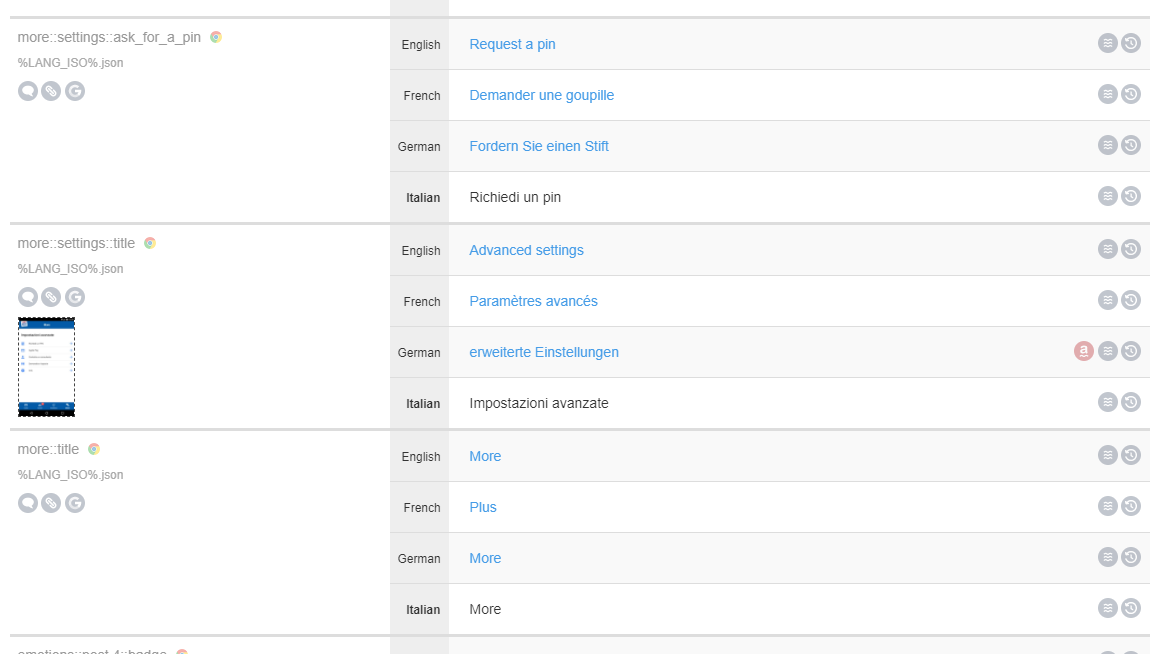 more::settings::ask_for_a_pin
%LANG_ISO%.json
English Request a pin
French Demander une goupille
German Fordern Sie einen Stift
Italian Richiedi un pin
more::settings::title
%LANG_ISO%.json
English Advanced settings
French Paramètres avancés
German erweiterte Einstellungen
Italian Impostazioni avanzate
more::title
%LANG_ISO%.json
English More
French Plus
German More
Italian More